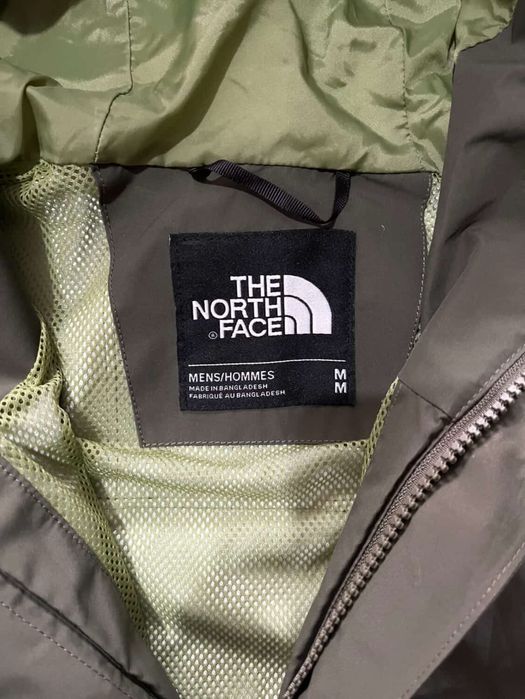 THE
NORTH
FACE
®
MENS/HOMMES M
MADE IN BANGLADESH
FABRIQUÉ AU BANGLADESH M